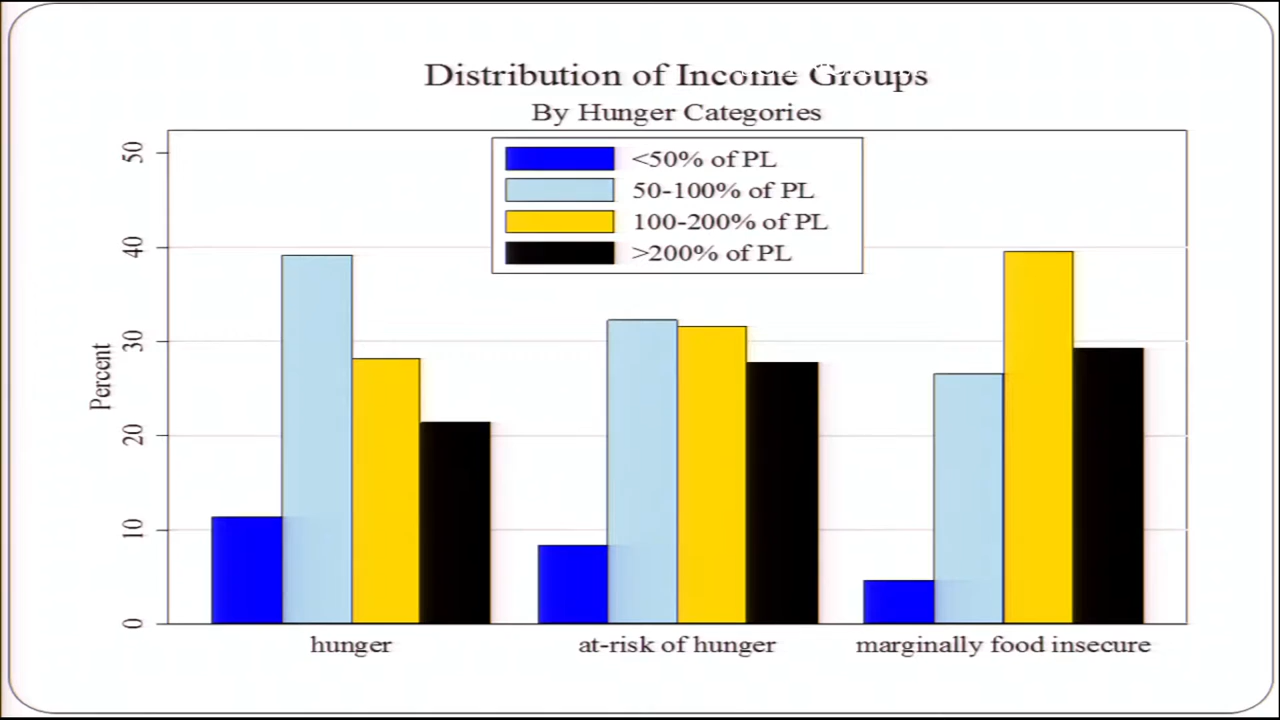 Distribution of Income Groups
By Hunger Categories
<50% of PL
50-100% of PL
100-200% of PL
>200% of PL
Percent
50
40
30
20
10
0
hunger
at-risk of hunger
marginally food insecure